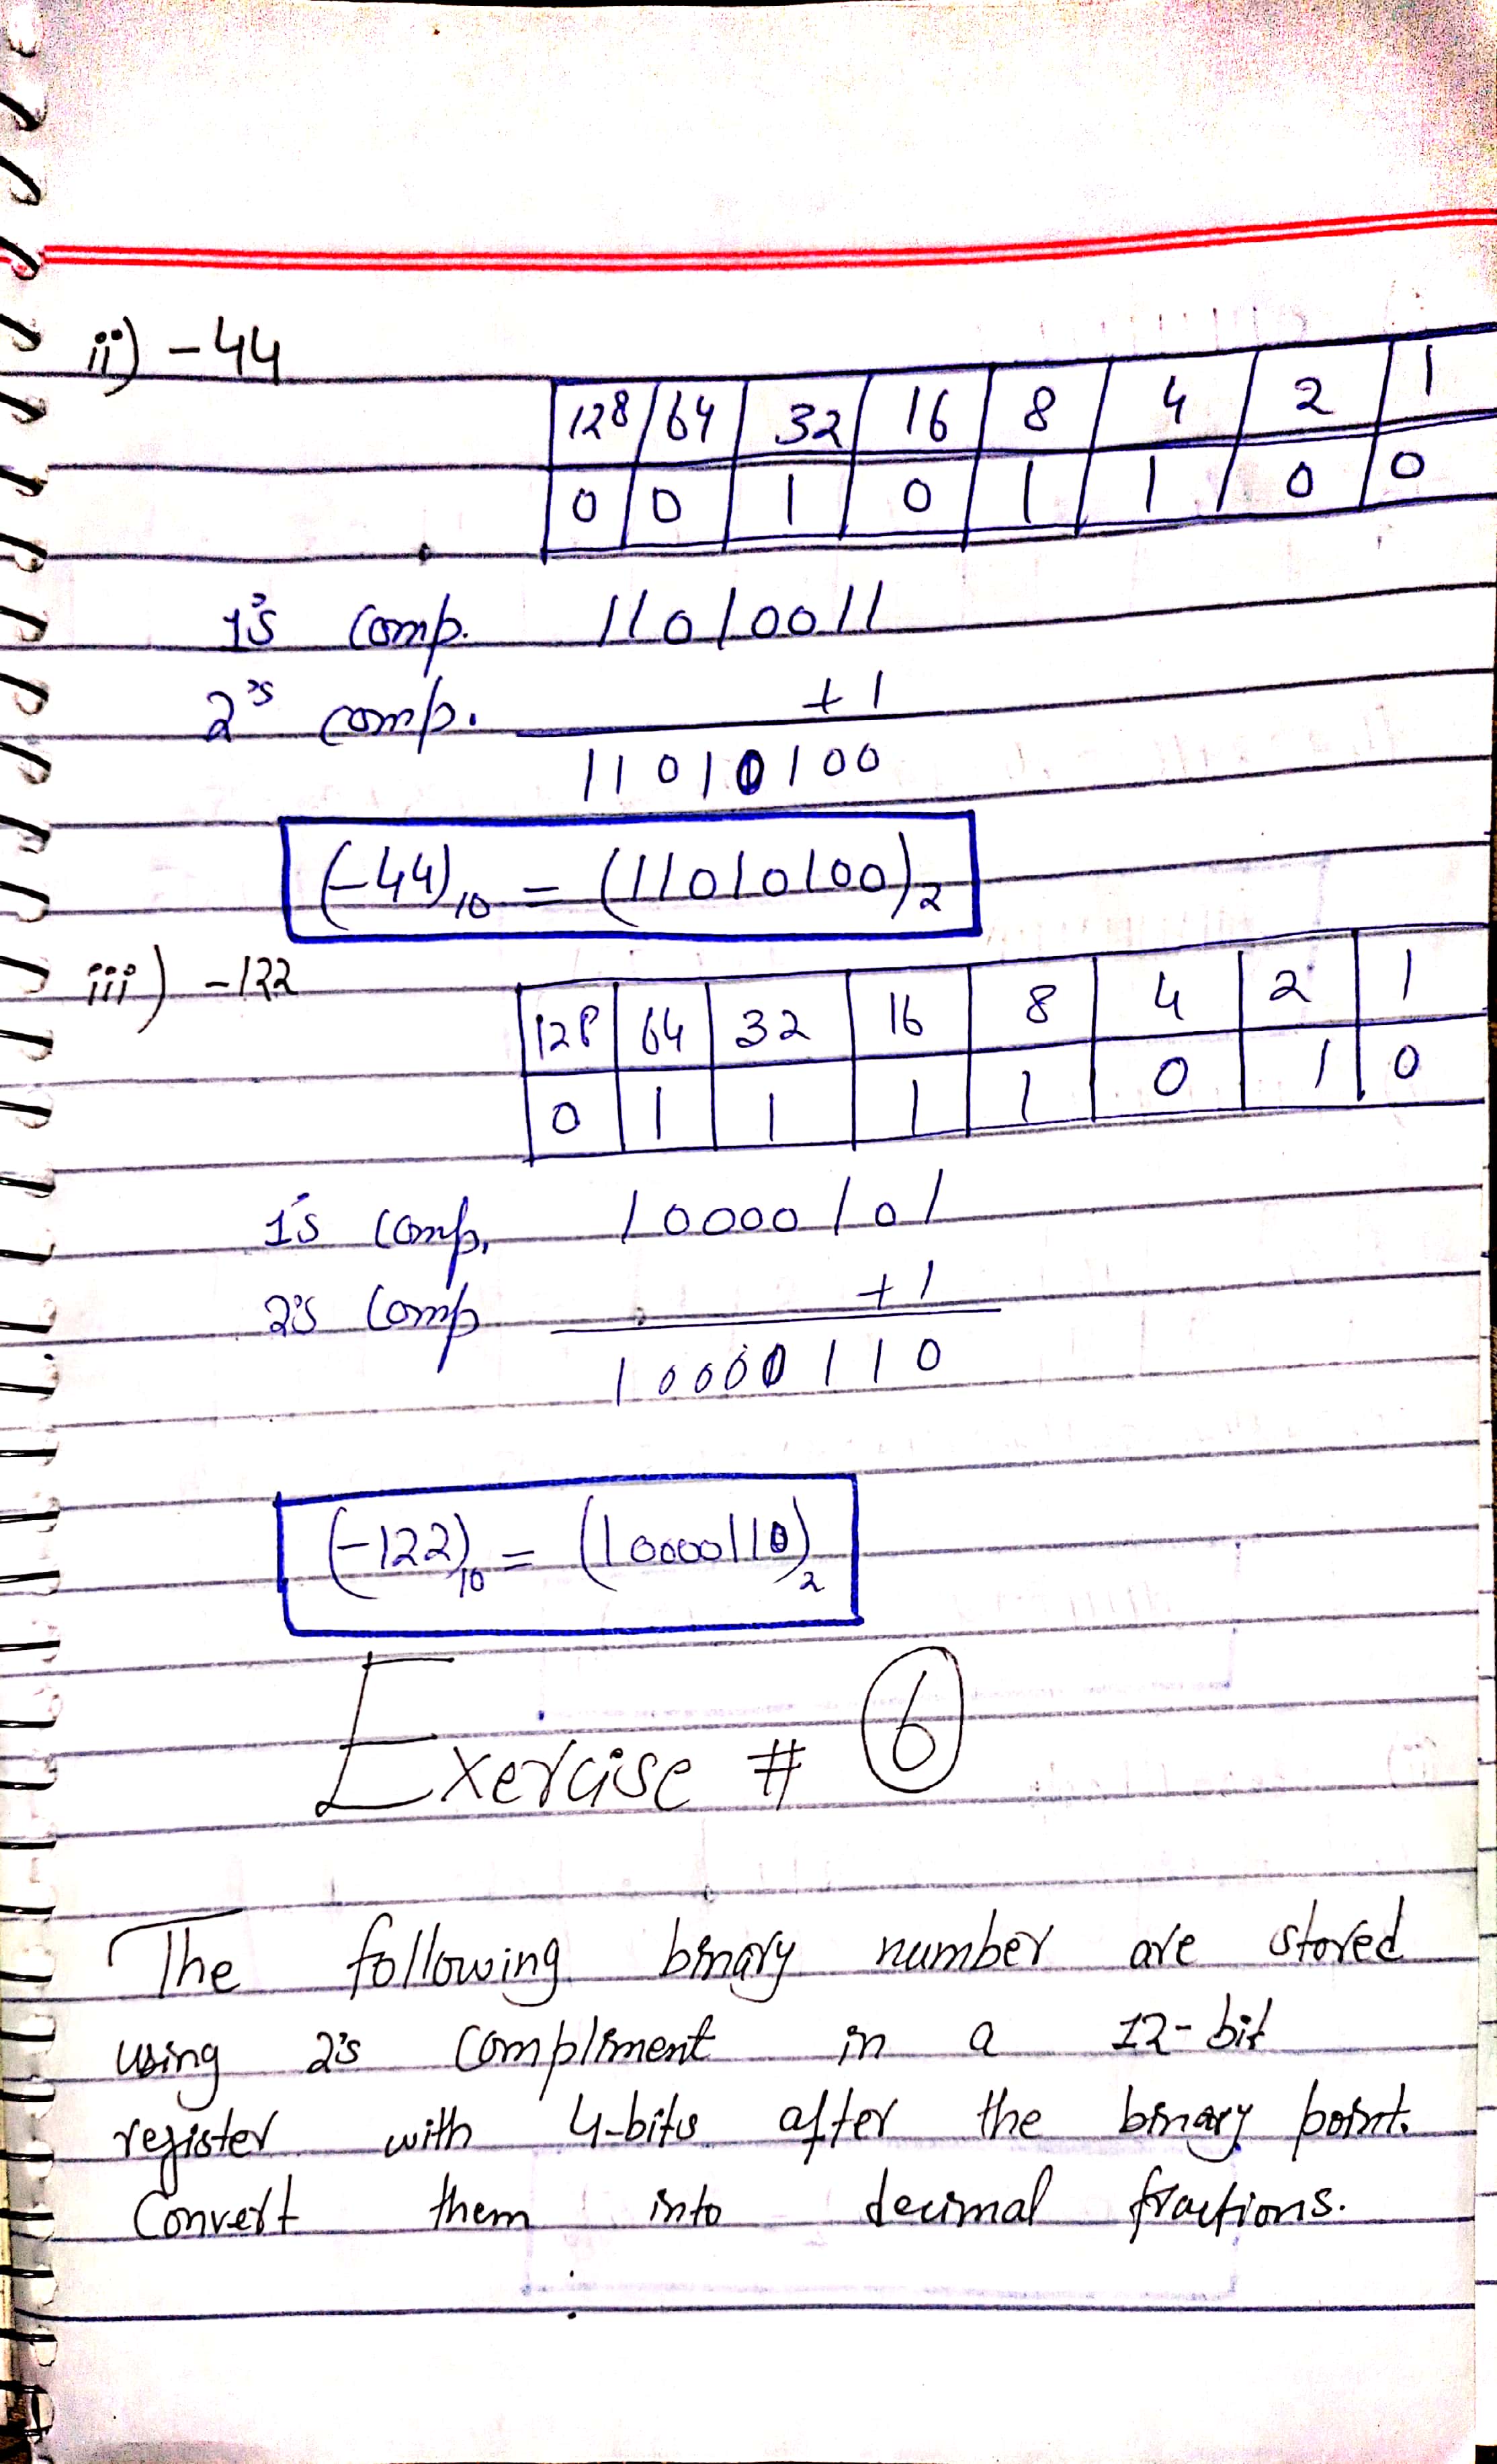 ii) -44
128 64 32 16 8 4 2 1
0 0 1 0 1 1 0 0
1's comp. 11010011
2's comp. +1
11010100
(-44)₁₀ = (11010100)₂
iii) -122
128 64 32 16 8 4 2 1
0 1 1 1 1 0 1 0
1's comp. 10000101
2's comp +1
10000110
(-122)₁₀ = (10000110)₂
Exercise # 6
The following binary number are stored
using 2's compliment in a 12-bit
register with 4-bits after the binary point.
Convert them into decimal fractions.